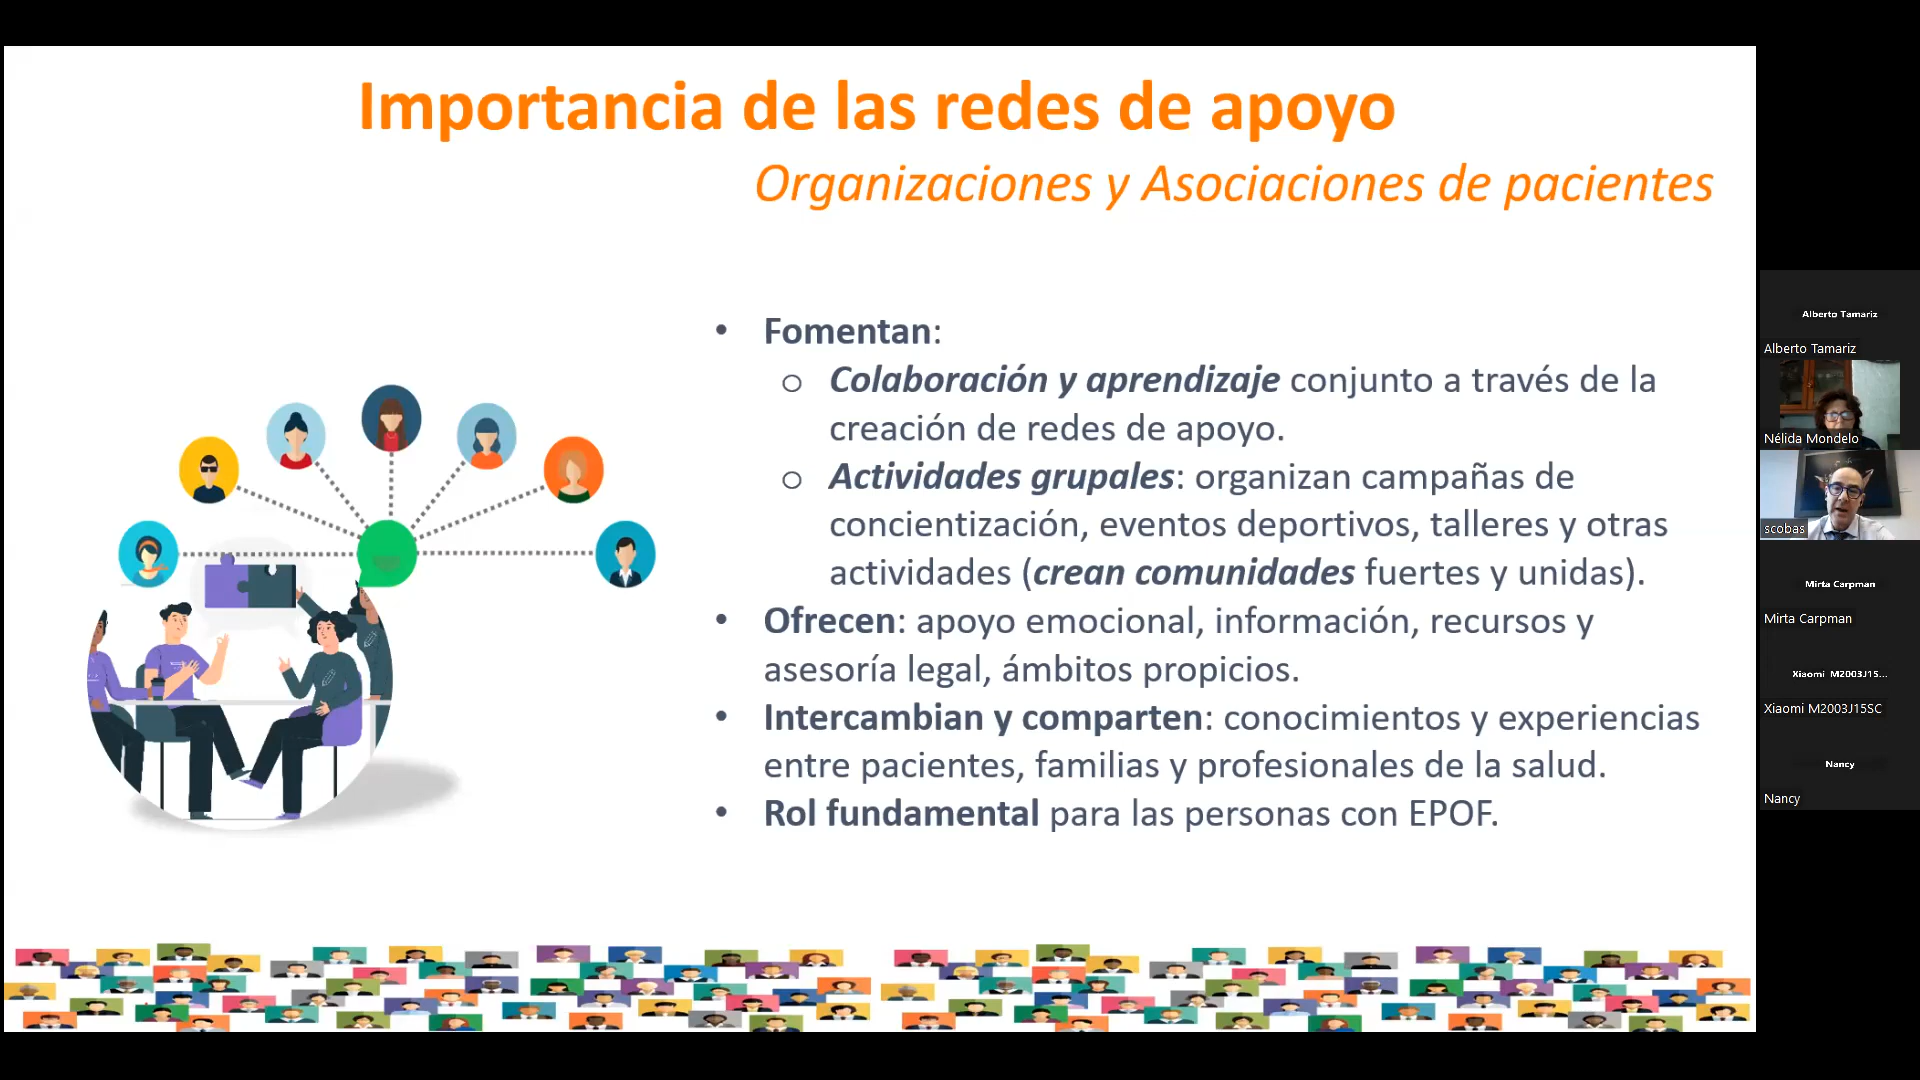 Importancia de las redes de apoyo
Organizaciones y Asociaciones de pacientes
• Fomentan:
o Colaboración y aprendizaje conjunto a través de la
creación de redes de apoyo.
o Actividades grupales: organizan campañas de
concientización, eventos deportivos, talleres y otras
actividades (crean comunidades fuertes y unidas).
• Ofrecen: apoyo emocional, información, recursos y
asesoría legal, ámbitos propicios.
• Intercambian y comparten: conocimientos y experiencias
entre pacientes, familias y profesionales de la salud.
• Rol fundamental para las personas con EPOF.
Alberto Tamariz
Alberto Tamariz
Nélida Mondelo
scobas
Mirta Carpman
Mirta Carpman
Xiaomi M2003J15...
Xiaomi M2003J15SC
Nancy
Nancy